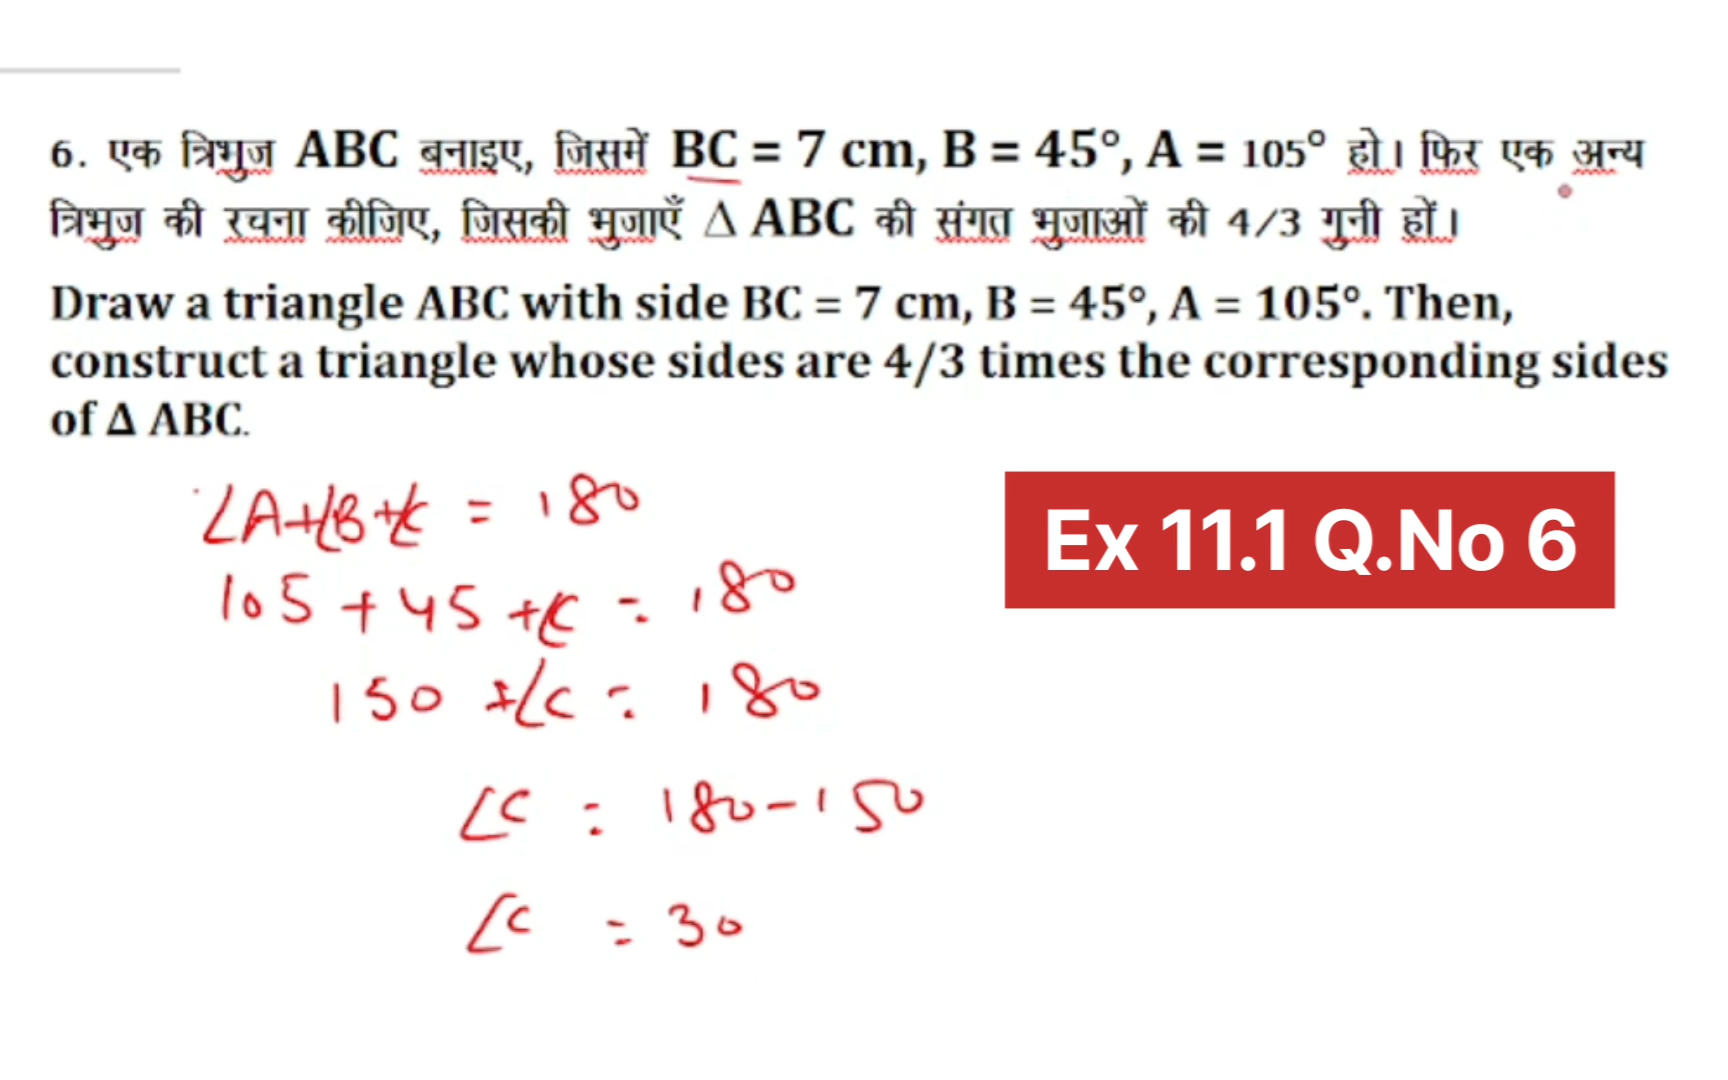 6. एक त्रिभुज ABC बनाइए, जिसमें BC = 7 cm, B = 45°, A = 105° हो। फिर एक अन्य
त्रिभुज की रचना कीजिए, जिसकी भुजाएँ Δ ABC की संगत भुजाओं की 4/3 गुनी हों।
Draw a triangle ABC with side BC = 7 cm, B = 45°, A = 105°. Then,
construct a triangle whose sides are 4/3 times the corresponding sides
of Δ ABC.
∠A+∠B+∠C = 180
Ex 11.1 Q.No 6
105 + 45 +∠C = 180
150 +∠C = 180
∠C = 180-150
∠C = 30